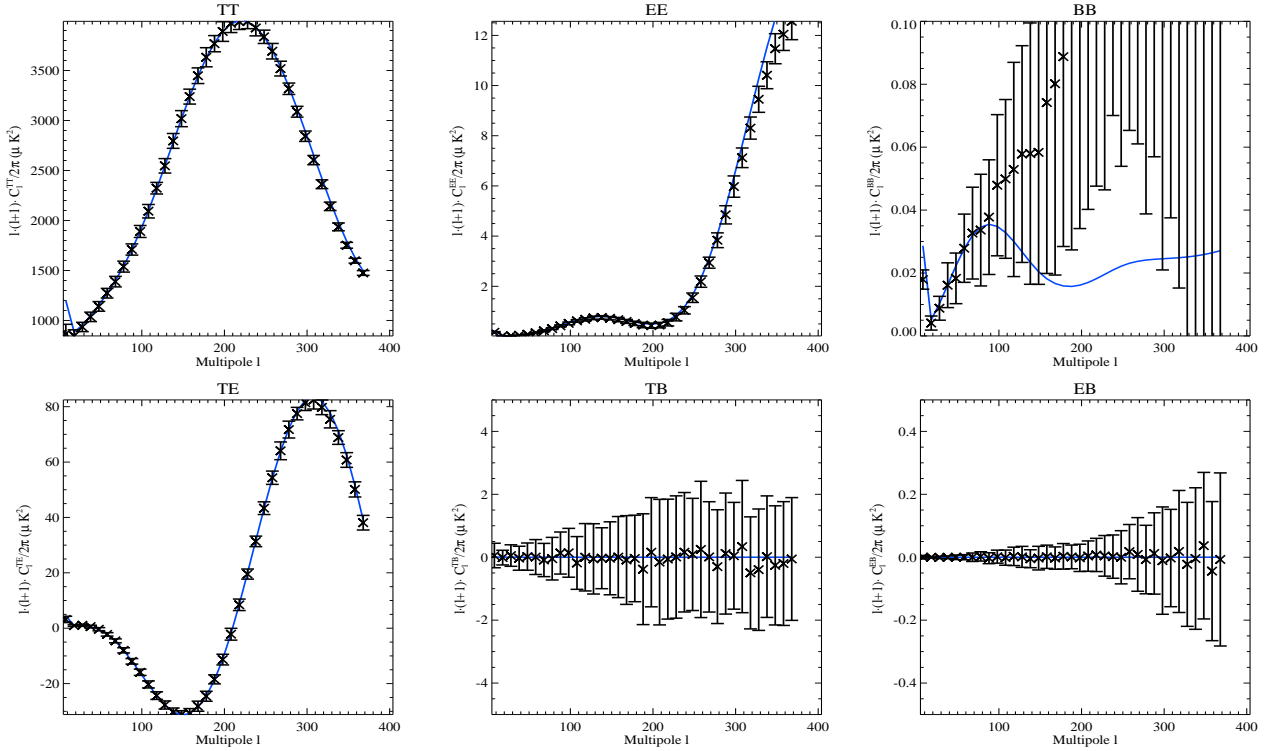 TT
l·(l+1)· C_l^TT/2π (μ K²)
3500
3000
2500
2000
1500
1000
100 200 300 400
Multipole l
EE
l·(l+1)· C_l^EE/2π (μ K²)
12
10
8
6
4
2
100 200 300 400
Multipole l
BB
l·(l+1)· C_l^BB/2π (μ K²)
0.10
0.08
0.06
0.04
0.02
0.00
100 200 300 400
Multipole l
TE
l·(l+1)· C_l^TE/2π (μ K²)
80
60
40
20
0
-20
100 200 300 400
Multipole l
TB
l·(l+1)· C_l^TB/2π (μ K²)
4
2
0
-2
-4
100 200 300 400
Multipole l
EB
l·(l+1)· C_l^EB/2π (μ K²)
0.4
0.2
0.0
-0.2
-0.4
100 200 300 400
Multipole l